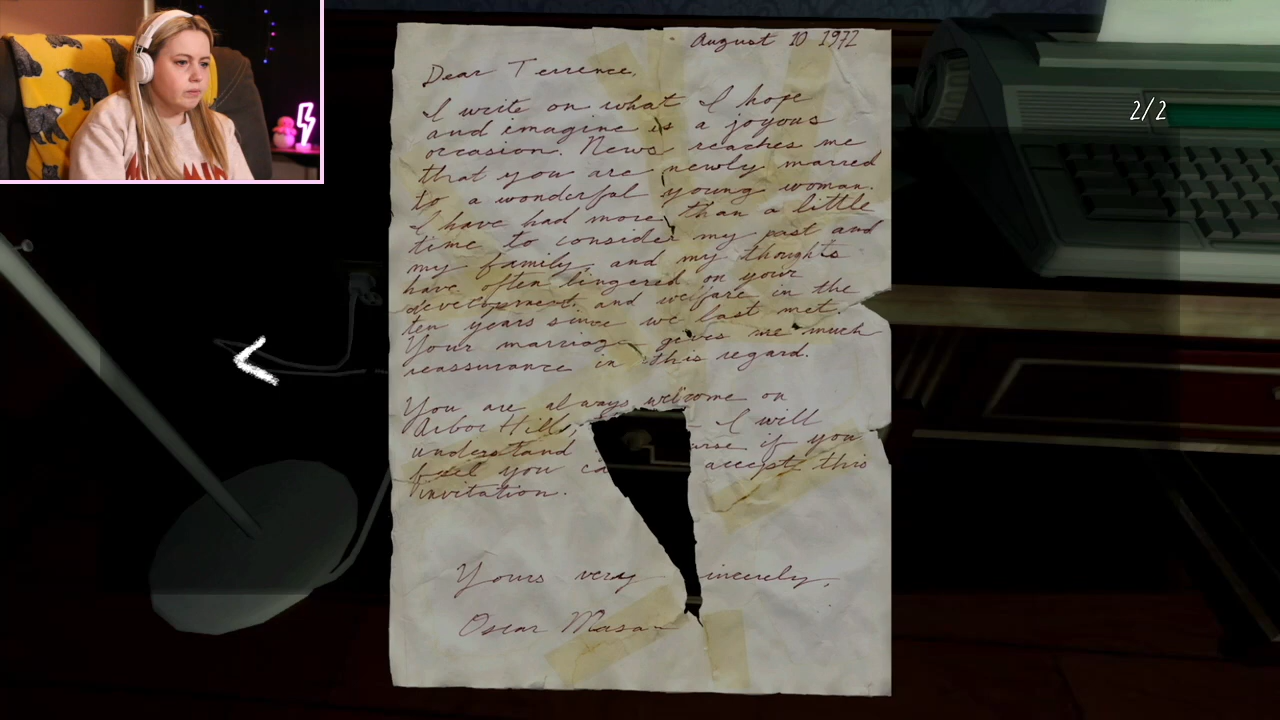 August 10 1972
Dear Terrence,
I write on what I hope
and imagine is a joyous
occasion. News reaches me
that you are newly married
to a wonderful young woman.
I have had more than a little
time to consider my past and
my family, and my thoughts
have often lingered on your
development and welfare in the
ten years since we last met.
Your marriage gives me much
reassurance in this regard.
You are always welcome on
Arbor Hill, I will
understand if you
feel you accept this
invitation.
Yours very sincerely,
Oscar Masan
2/2